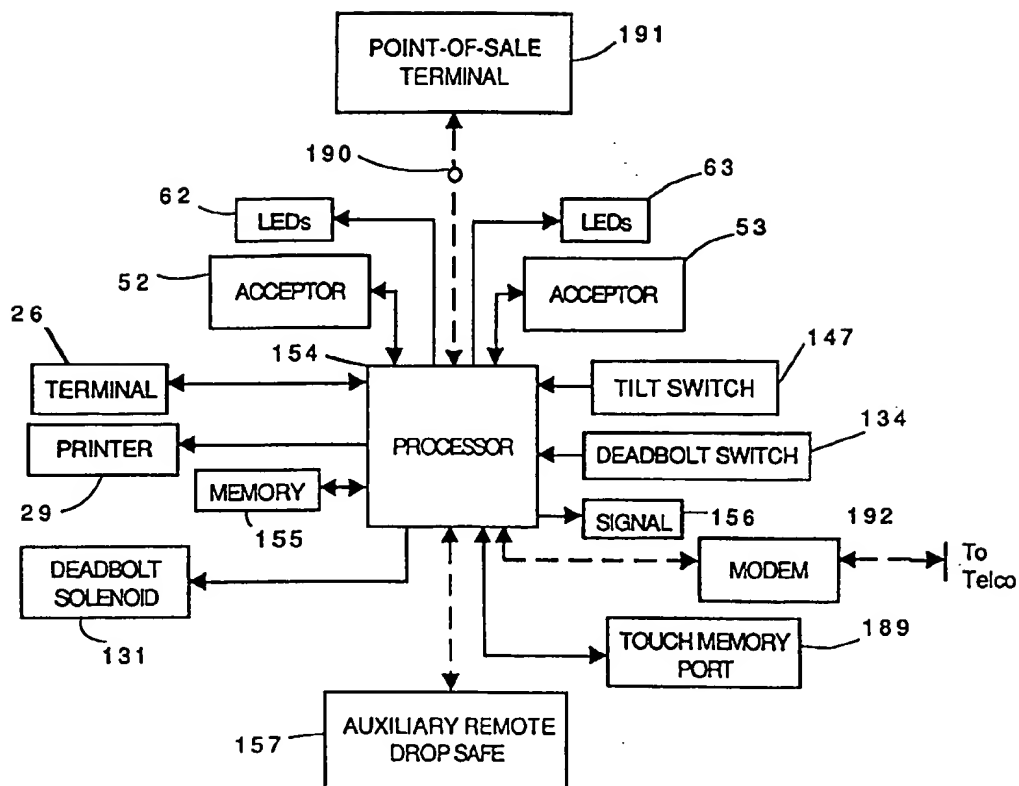 191
POINT-OF-SALE
TERMINAL
190
62
63
LEDs
LEDs
53
52
ACCEPTOR
ACCEPTOR
26
154
147
TERMINAL
TILT SWITCH
PROCESSOR
134
PRINTER
DEADBOLT SWITCH
29
MEMORY
155
SIGNAL
156
192
DEADBOLT
SOLENOID
131
MODEM
To
Telco
TOUCH MEMORY
PORT
189
AUXILIARY REMOTE
DROP SAFE
157